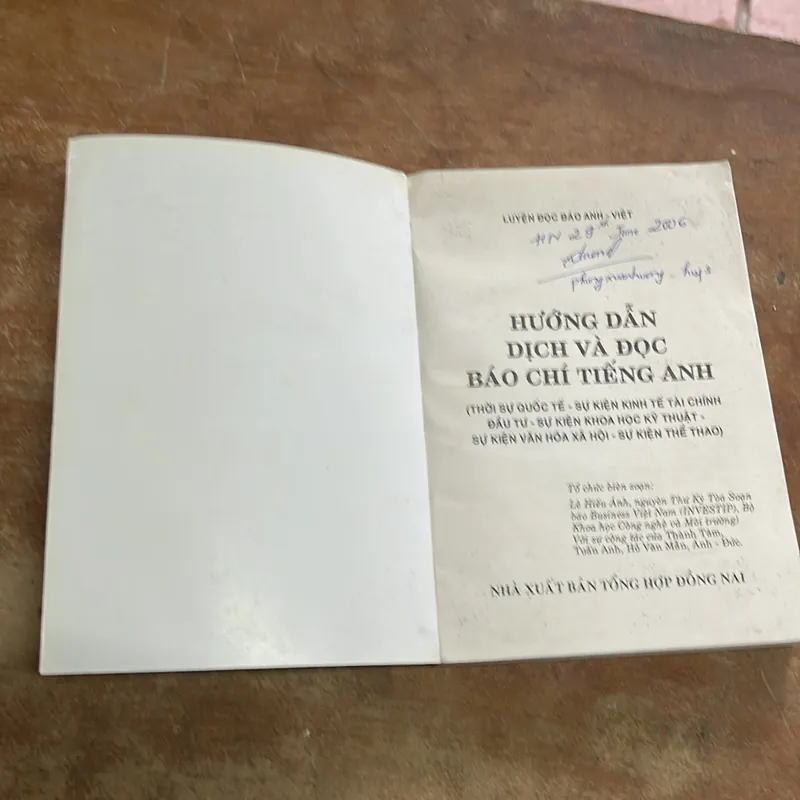 LUYỆN ĐỌC BÁO ANH - VIỆT
HN 29th June 2006
HƯỚNG DẪN
DỊCH VÀ ĐỌC
BÁO CHÍ TIẾNG ANH
(THỜI SỰ QUỐC TẾ - SỰ KIỆN KINH TẾ TÀI CHÍNH
ĐẦU TƯ - SỰ KIỆN KHOA HỌC KỸ THUẬT -
SỰ KIỆN VĂN HÓA XÃ HỘI - SỰ KIỆN THỂ THAO)
Tổ chức biên soạn:
Lê Hiếu Ánh, nguyên Thư Ký Tòa Soạn
báo Business Việt Nam (INVESTIP), Bộ
Khoa học Công nghệ và Môi trường)
Với sự cộng tác của Thành Tâm,
Tuấn Anh, Hồ Văn Mẫn, Anh - Đức.
NHÀ XUẤT BẢN TỔNG HỢP ĐỒNG NAI